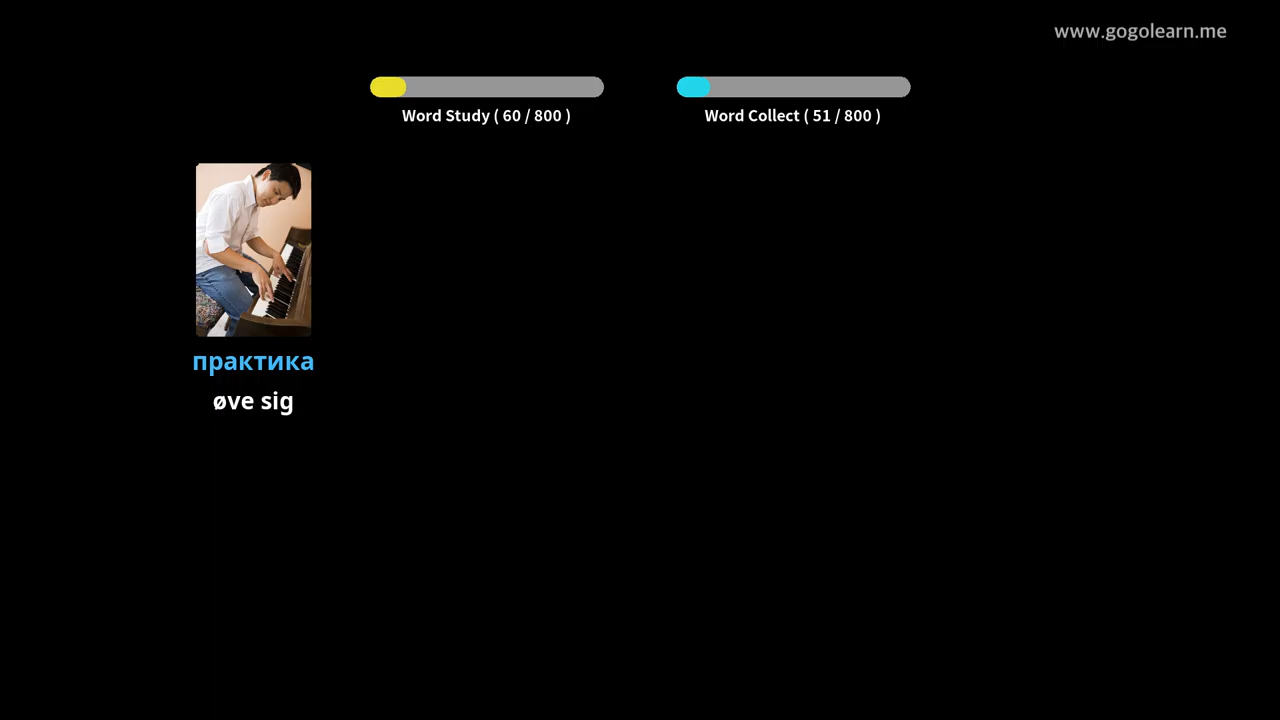 www.gogolearn.me
Word Study ( 60 / 800 )
Word Collect ( 51 / 800 )
практика
øve sig